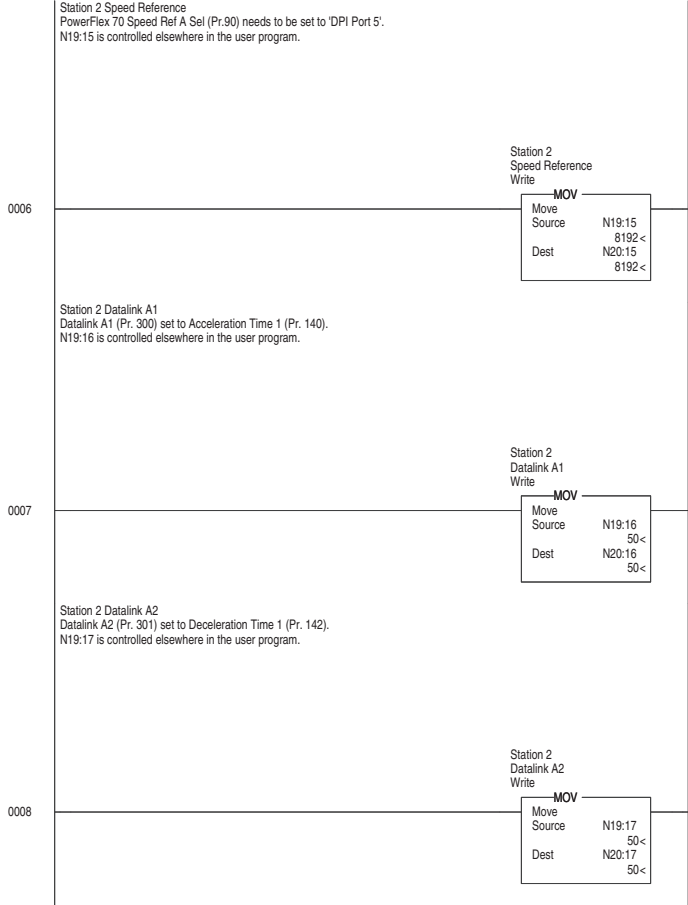 Station 2 Speed Reference
PowerFlex 70 Speed Ref A Sel (Pr.90) needs to be set to 'DPI Port 5'.
N19:15 is controlled elsewhere in the user program.
Station 2
Speed Reference
Write
MOV
0006
Move
Source N19:15
8192<
Dest N20:15
8192<
Station 2 Datalink A1
Datalink A1 (Pr. 300) set to Acceleration Time 1 (Pr. 140).
N19:16 is controlled elsewhere in the user program.
Station 2
Datalink A1
Write
MOV
0007
Move
Source N19:16
50<
Dest N20:16
50<
Station 2 Datalink A2
Datalink A2 (Pr. 301) set to Deceleration Time 1 (Pr. 142).
N19:17 is controlled elsewhere in the user program.
Station 2
Datalink A2
Write
MOV
0008
Move
Source N19:17
50<
Dest N20:17
50<